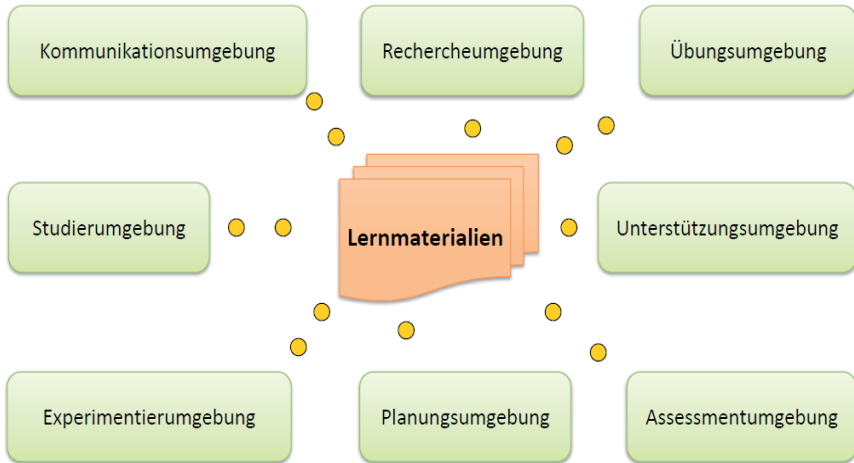 Kommunikationsumgebung
Rechercheumgebung
Übungsumgebung
Studierumgebung
Lernmaterialien
Unterstützungsumgebung
Experimentierumgebung
Planungsumgebung
Assessmentumgebung